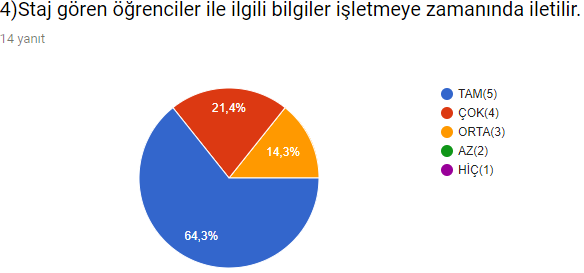 4)Staj gören öğrenciler ile ilgili bilgiler işletmeye zamanında iletilir.
14 yanıt
21,4%
14,3%
64,3%
TAM(5)
ÇOK(4)
ORTA(3)
AZ(2)
HİÇ(1)